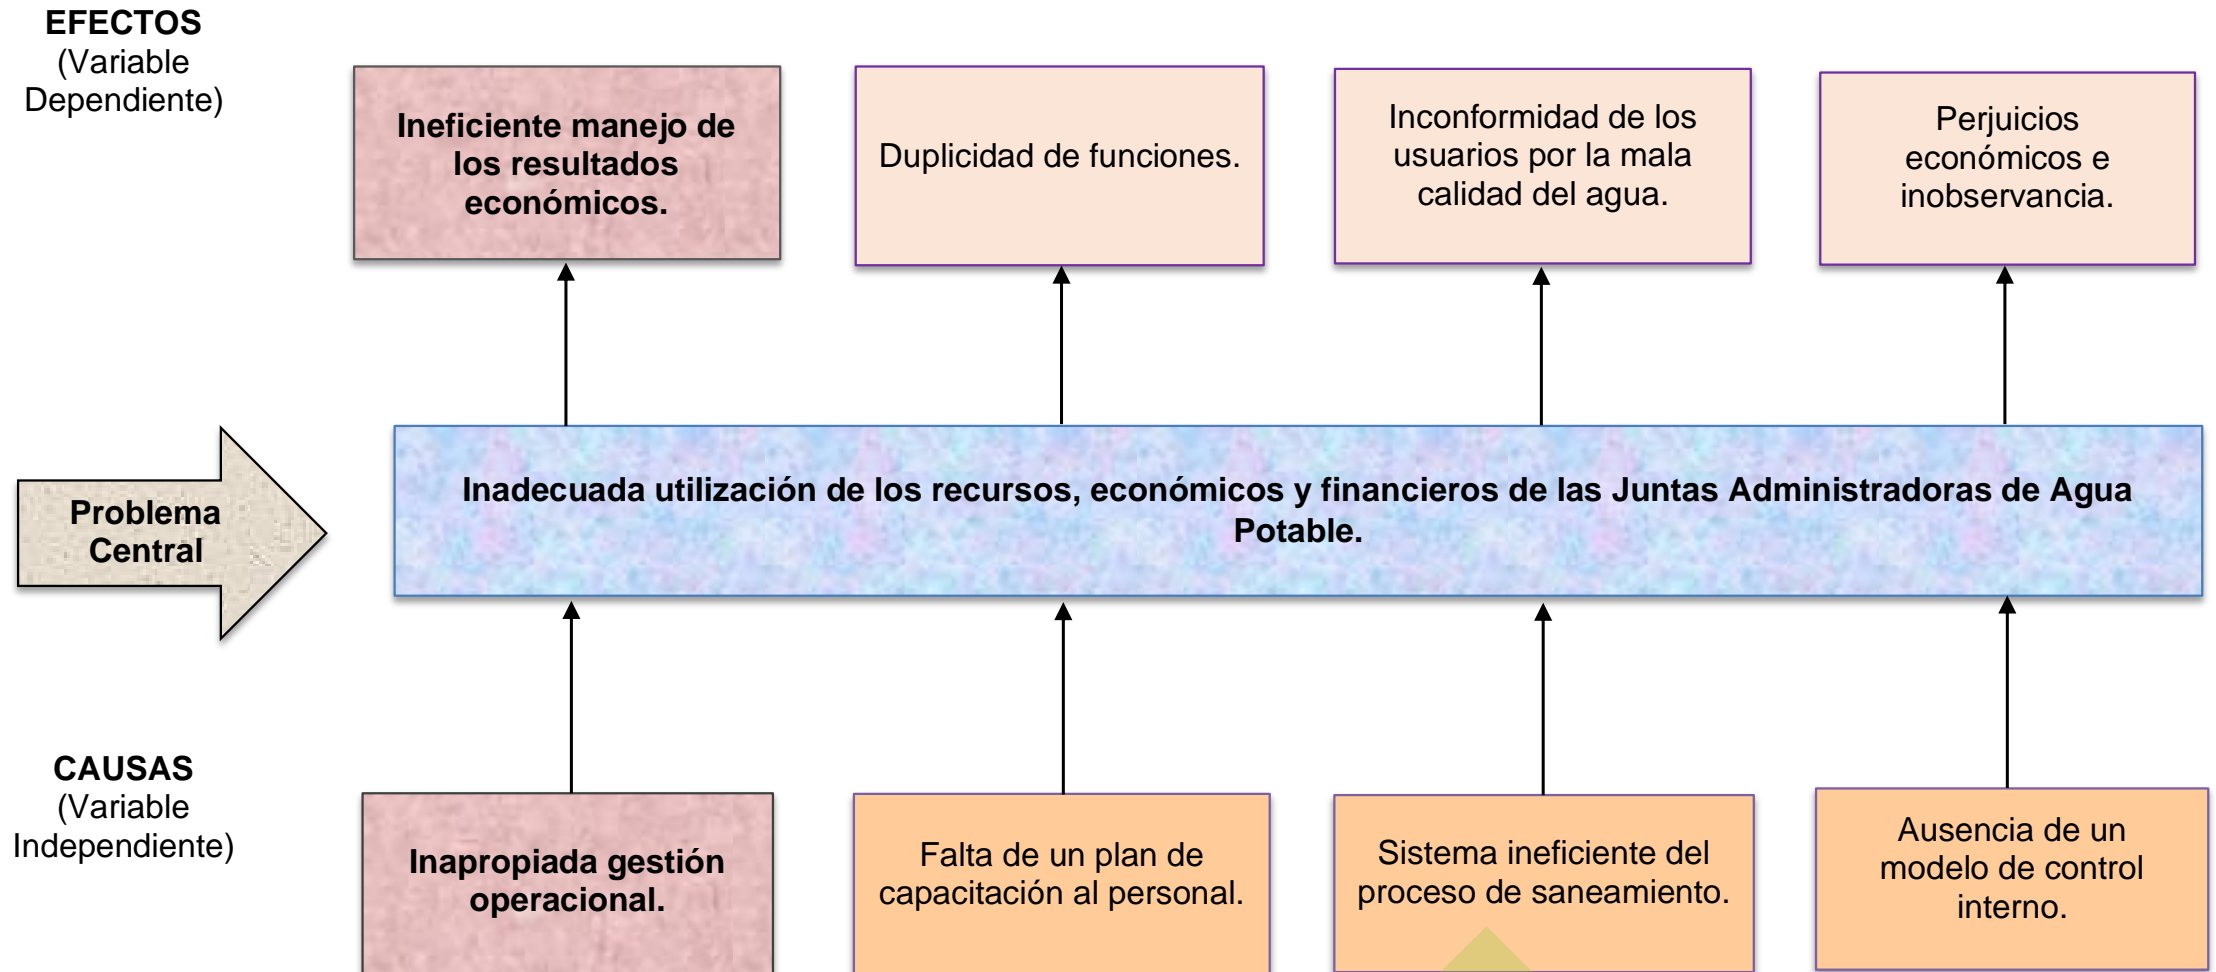 EFECTOS
(Variable
Dependiente)
Ineficiente manejo de
los resultados
económicos.
Duplicidad de funciones.
Inconformidad de los
usuarios por la mala
calidad del agua.
Perjuicios
económicos e
inobservancia.
Problema
Central
Inadecuada utilización de los recursos, económicos y financieros de las Juntas Administradoras de Agua
Potable.
CAUSAS
(Variable
Independiente)
Inapropiada gestión
operacional.
Falta de un plan de
capacitación al personal.
Sistema ineficiente del
proceso de saneamiento.
Ausencia de un
modelo de control
interno.